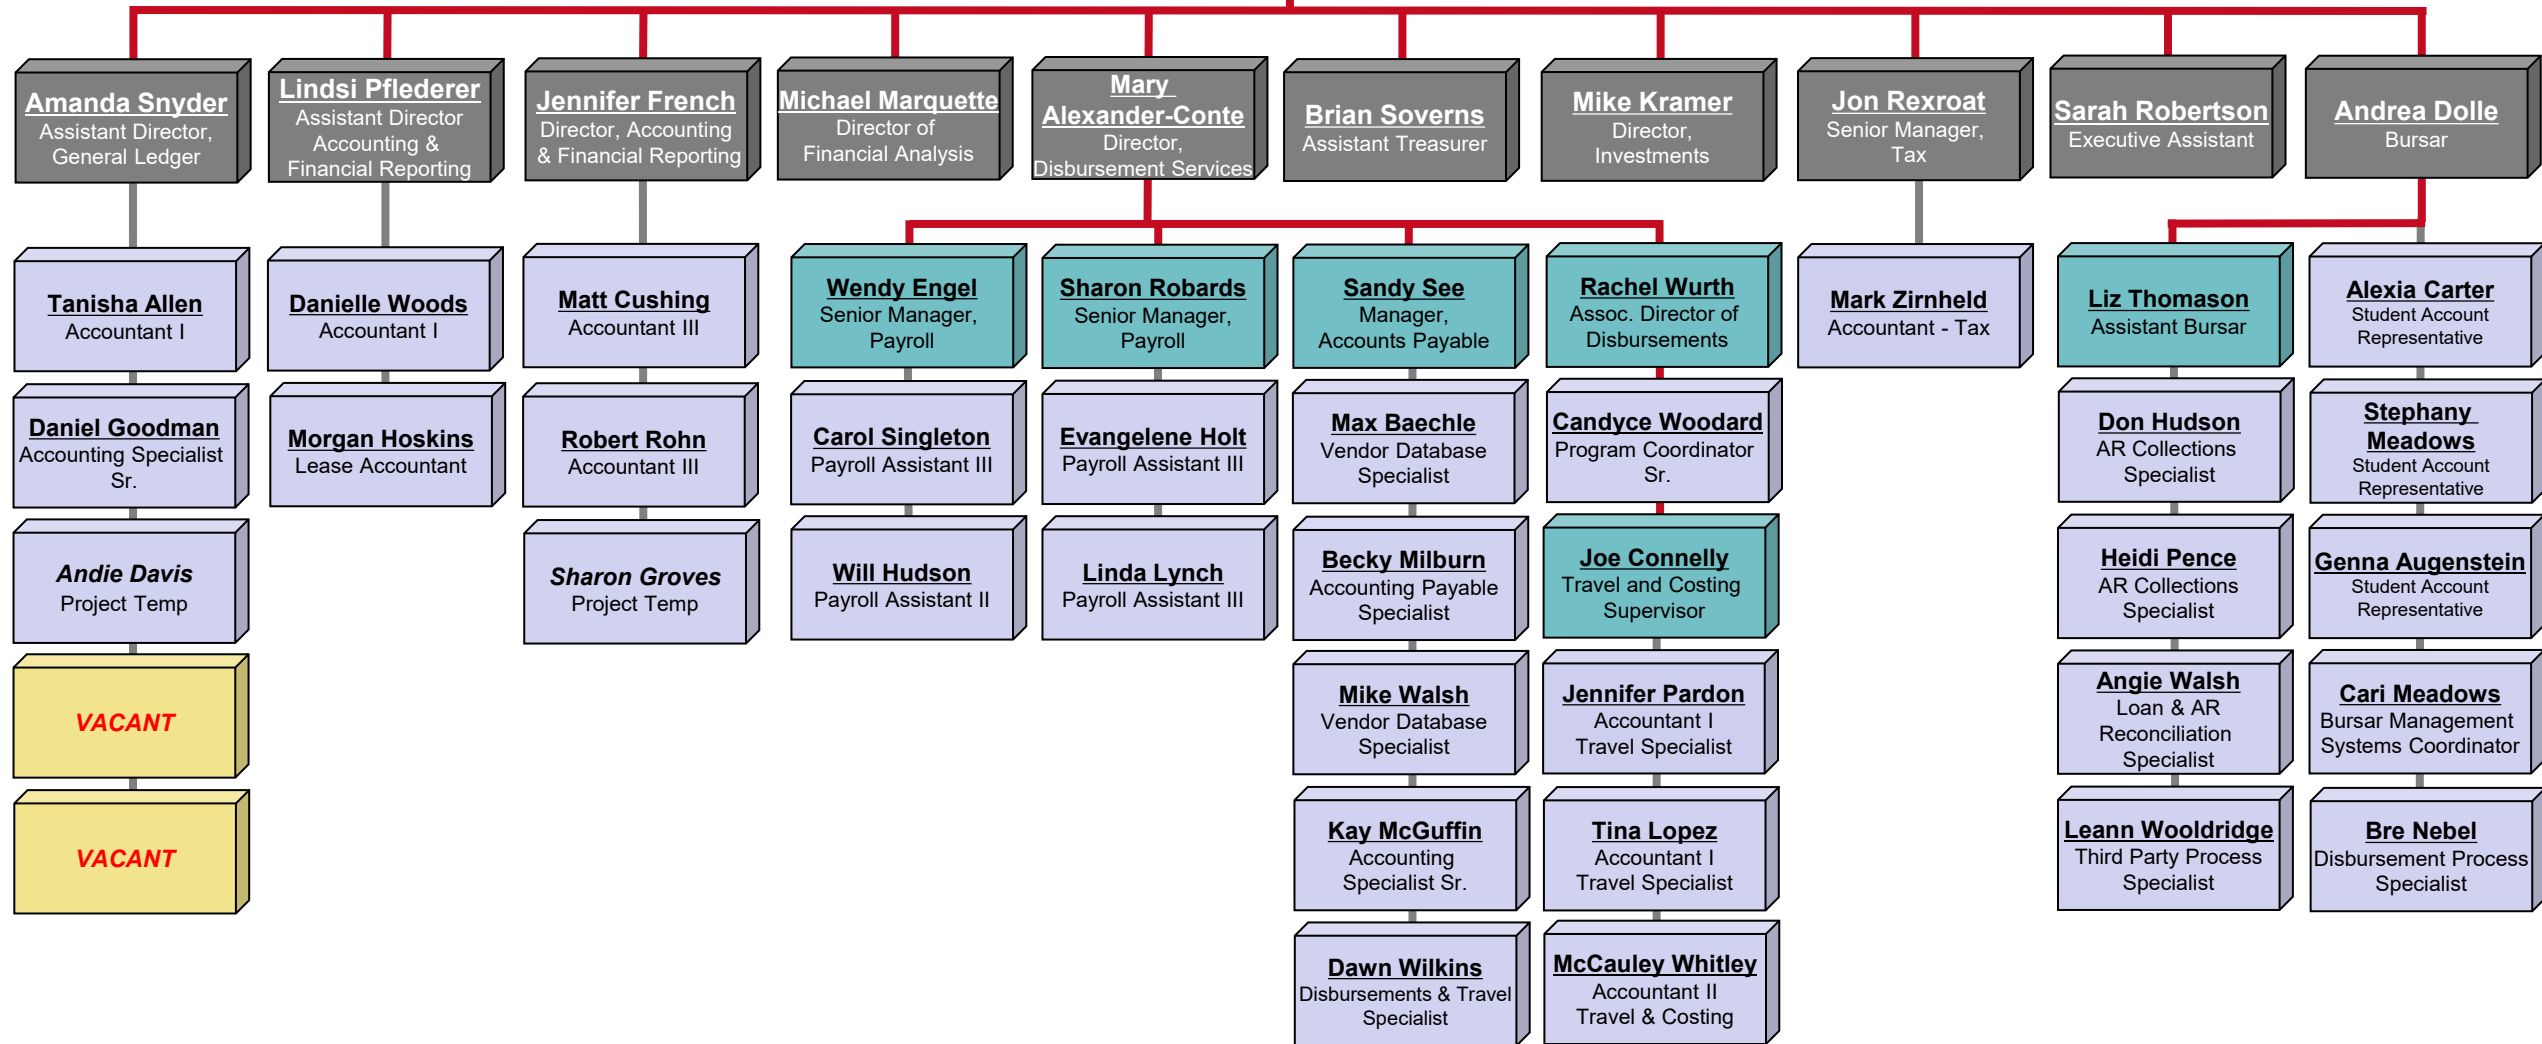 Amanda Snyder
Assistant Director,
General Ledger
Lindsi Pflederer
Assistant Director
Accounting &
Financial Reporting
Jennifer French
Director, Accounting
& Financial Reporting
Michael Marquette
Director of
Financial Analysis
Mary
Alexander-Conte
Director,
Disbursement Services
Brian Soverns
Assistant Treasurer
Mike Kramer
Director,
Investments
Jon Rexroat
Senior Manager,
Tax
Sarah Robertson
Executive Assistant
Andrea Dolle
Bursar
Tanisha Allen
Accountant I
Daniel Goodman
Accounting Specialist
Sr.
Andie Davis
Project Temp
VACANT
VACANT
Danielle Woods
Accountant I
Morgan Hoskins
Lease Accountant
Matt Cushing
Accountant III
Robert Rohn
Accountant III
Sharon Groves
Project Temp
Wendy Engel
Senior Manager,
Payroll
Carol Singleton
Payroll Assistant III
Will Hudson
Payroll Assistant II
Sharon Robards
Senior Manager,
Payroll
Evangelene Holt
Payroll Assistant III
Linda Lynch
Payroll Assistant III
Sandy See
Manager,
Accounts Payable
Max Baechle
Vendor Database
Specialist
Becky Milburn
Accounting Payable
Specialist
Mike Walsh
Vendor Database
Specialist
Kay McGuffin
Accounting
Specialist Sr.
Dawn Wilkins
Disbursements & Travel
Specialist
Rachel Wurth
Assoc. Director of
Disbursements
Candyce Woodard
Program Coordinator
Sr.
Joe Connelly
Travel and Costing
Supervisor
Jennifer Pardon
Accountant I
Travel Specialist
Tina Lopez
Accountant I
Travel Specialist
McCauley Whitley
Accountant II
Travel & Costing
Mark Zirnheld
Accountant - Tax
Liz Thomason
Assistant Bursar
Don Hudson
AR Collections
Specialist
Heidi Pence
AR Collections
Specialist
Angie Walsh
Loan & AR
Reconciliation
Specialist
Leann Wooldridge
Third Party Process
Specialist
Alexia Carter
Student Account
Representative
Stephany
Meadows
Student Account
Representative
Genna Augenstein
Student Account
Representative
Cari Meadows
Bursar Management
Systems Coordinator
Bre Nebel
Disbursement Process
Specialist